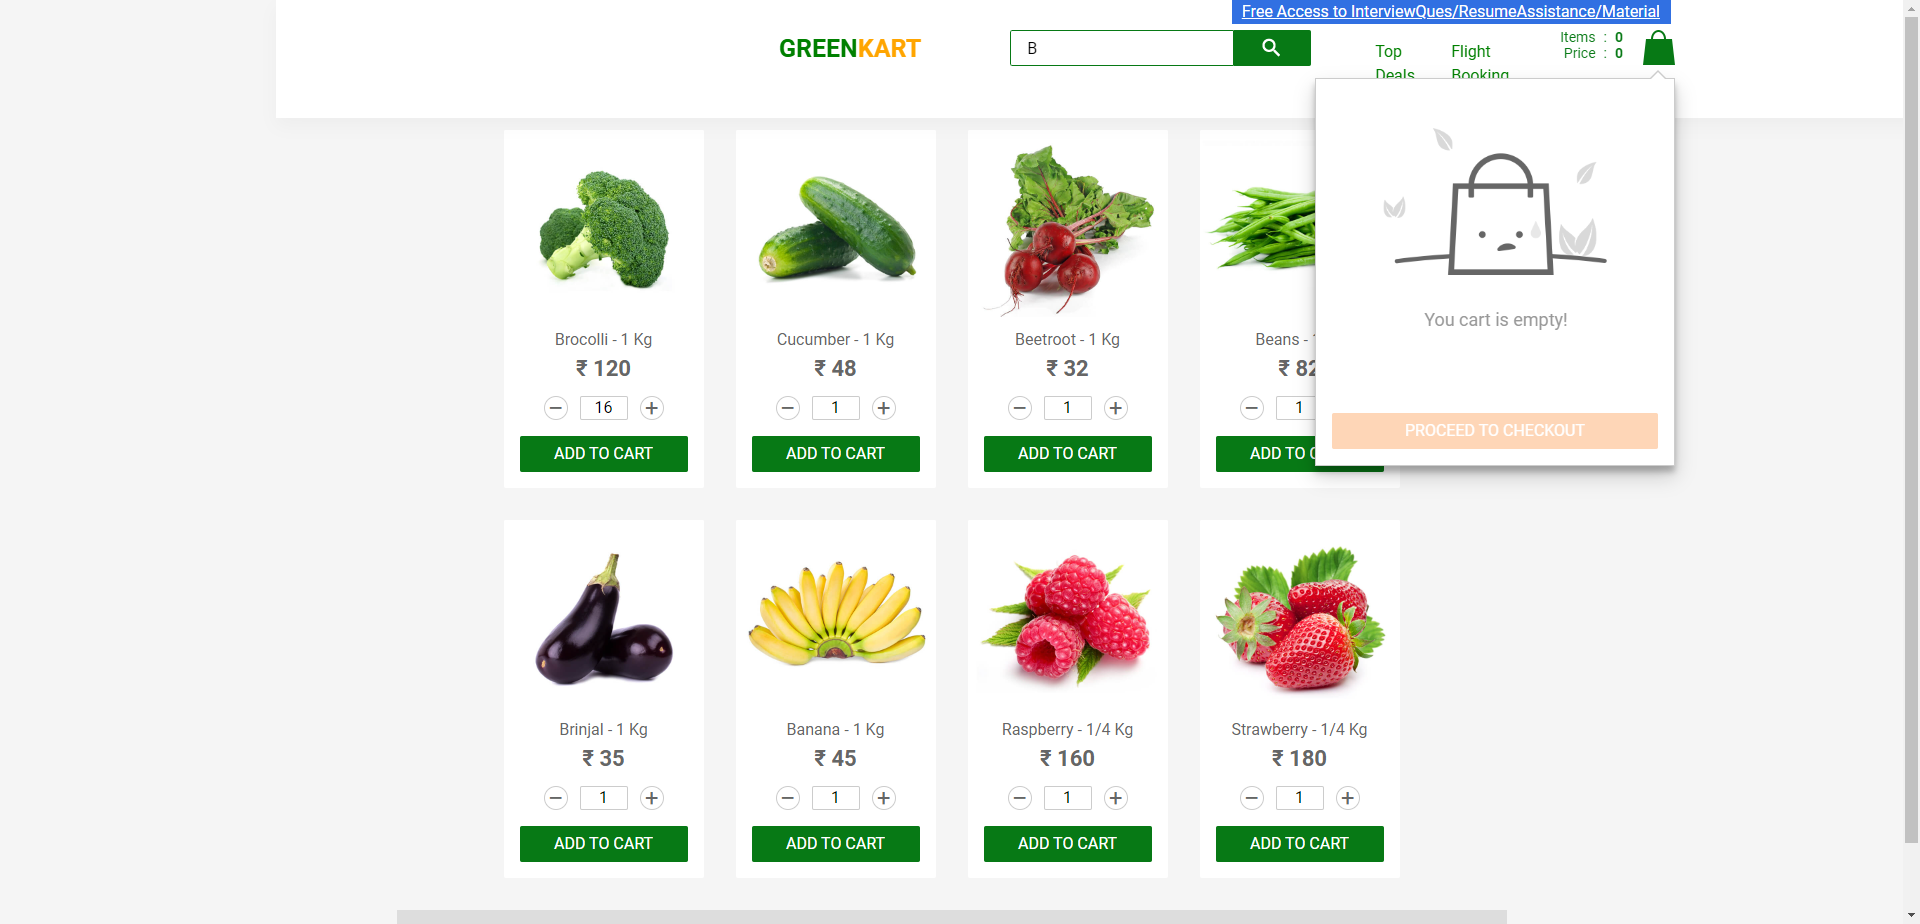 Free Access to InterviewQues/ResumeAssistance/Material
GREENKART
B
Top
Deals
Flight
Booking
Items : 0
Price : 0
You cart is empty!
PROCEED TO CHECKOUT
Brocolli - 1 Kg
₹ 120
16
ADD TO CART
Cucumber - 1 Kg
₹ 48
1
ADD TO CART
Beetroot - 1 Kg
₹ 32
1
ADD TO CART
Beans -
₹ 82
1
ADD TO
Brinjal - 1 Kg
₹ 35
1
ADD TO CART
Banana - 1 Kg
₹ 45
1
ADD TO CART
Raspberry - 1/4 Kg
₹ 160
1
ADD TO CART
Strawberry - 1/4 Kg
₹ 180
1
ADD TO CART